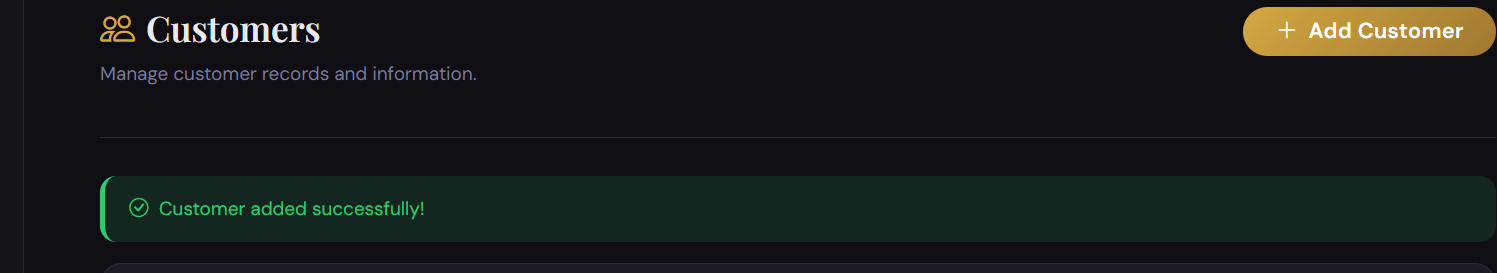 Customers
+ Add Customer
Manage customer records and information.
Customer added successfully!